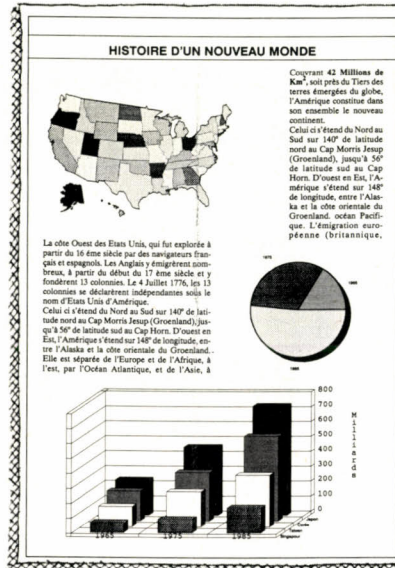 HISTOIRE D'UN NOUVEAU MONDE
Couvrant 42 Millions de
Km², soit près du Tiers des
terres émergées du globe,
l'Amérique constitue dans
son ensemble le nouveau
continent.
Celui ci s'étend du Nord au
Sur sur 140° de latitude
nord au Cap Morris Jesup
(Groenland), jusqu'à 56°
de latitude sud au Cap
Horn. D'ouest en Est, l'A-
mérique s'étend sur 148°
de longitude, entre l'Alas-
ka et la côte orientale du
Groenland. océan Pacifi-
que. L'émigration euro-
péenne (britannique,
La côte Ouest des Etats Unis, qui fut explorée à
partir du 16 ème siècle par des navigateurs fran-
çais et espagnols. Les Anglais y émigrèrent nom-
breux, à partir du début du 17 ème siècle et y
fondèrent 13 colonnies. Le 4 Juillet 1776, les 13
colonnies se déclarèrent indépendantes sous le
nom d'Etats Unis d'Amérique.
Celui ci s'étend du Nord au Sud sur 140° de lati-
tude nord au Cap Morris Jesup (Groenland), jus-
qu'à 56° de latitude sud au Cap Horn. D'ouest en
Est, l'Amérique s'étend sur 148° de longitude, en-
tre l'Alaska et la côte orientale du Groenland..
Elle est séparée de l'Europe et de l'Afrique, à
l'est, par l'Océan Atlantique, et de l'Asie, à
1975
1985
800
700
600
500
400
300
200
100
0
Milliards
Japon
Corée
Taiwan
Singapour
1965
1975
1985